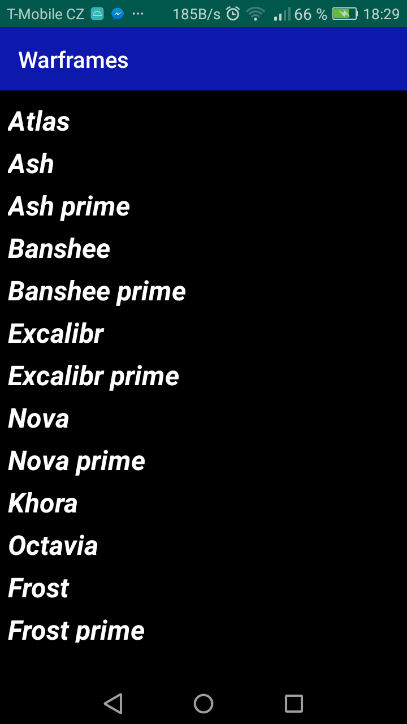 T-Mobile CZ ... 185B/s 66 % 18:29
Warframes
Atlas
Ash
Ash prime
Banshee
Banshee prime
Excalibr
Excalibr prime
Nova
Nova prime
Khora
Octavia
Frost
Frost prime